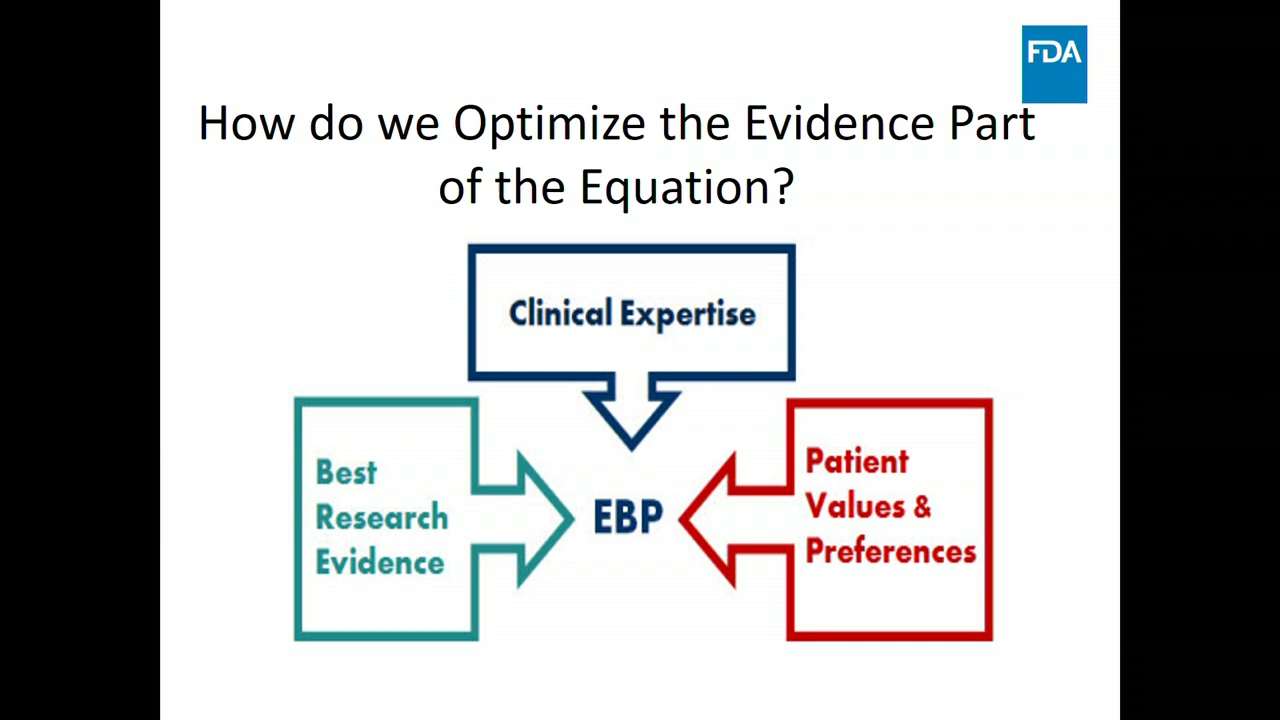 FDA
How do we Optimize the Evidence Part
of the Equation?
Clinical Expertise
Best
Research
Evidence
EBP
Patient
Values &
Preferences